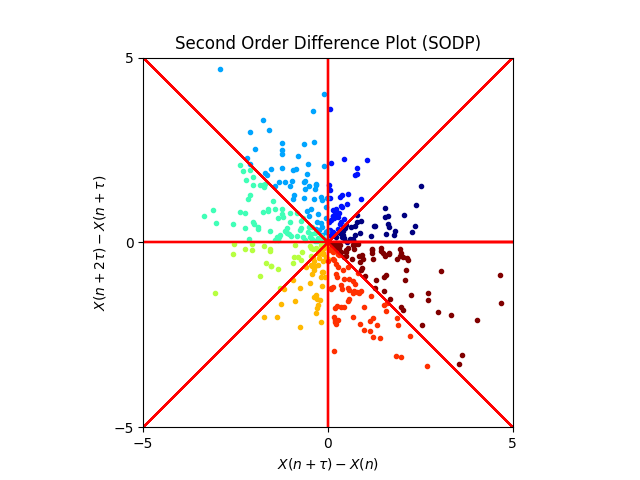 Second Order Difference Plot (SODP)
5
0
−5
−5
0
5
X(n + 2τ) − X(n + τ)
X(n + τ) − X(n)